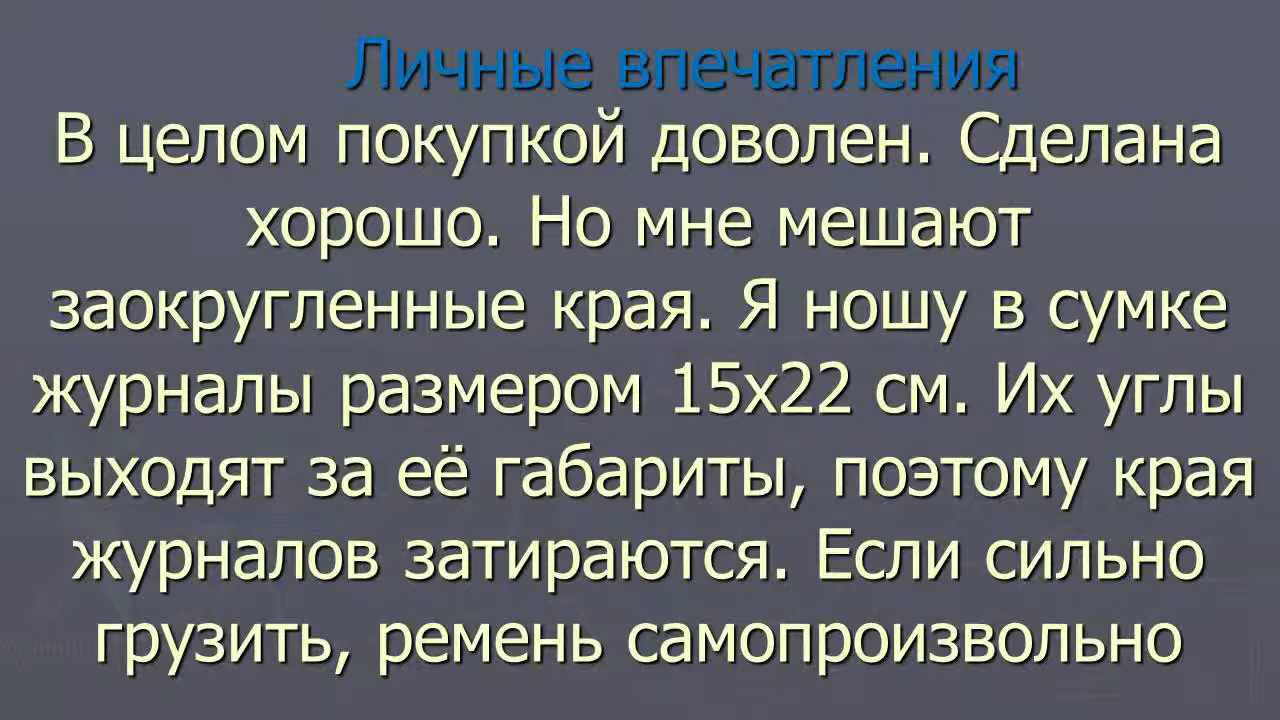 Личные впечатления
В целом покупкой доволен. Сделана
хорошо. Но мне мешают
заокругленные края. Я ношу в сумке
журналы размером 15х22 см. Их углы
выходят за её габариты, поэтому края
журналов затираются. Если сильно
грузить, ремень самопроизвольно